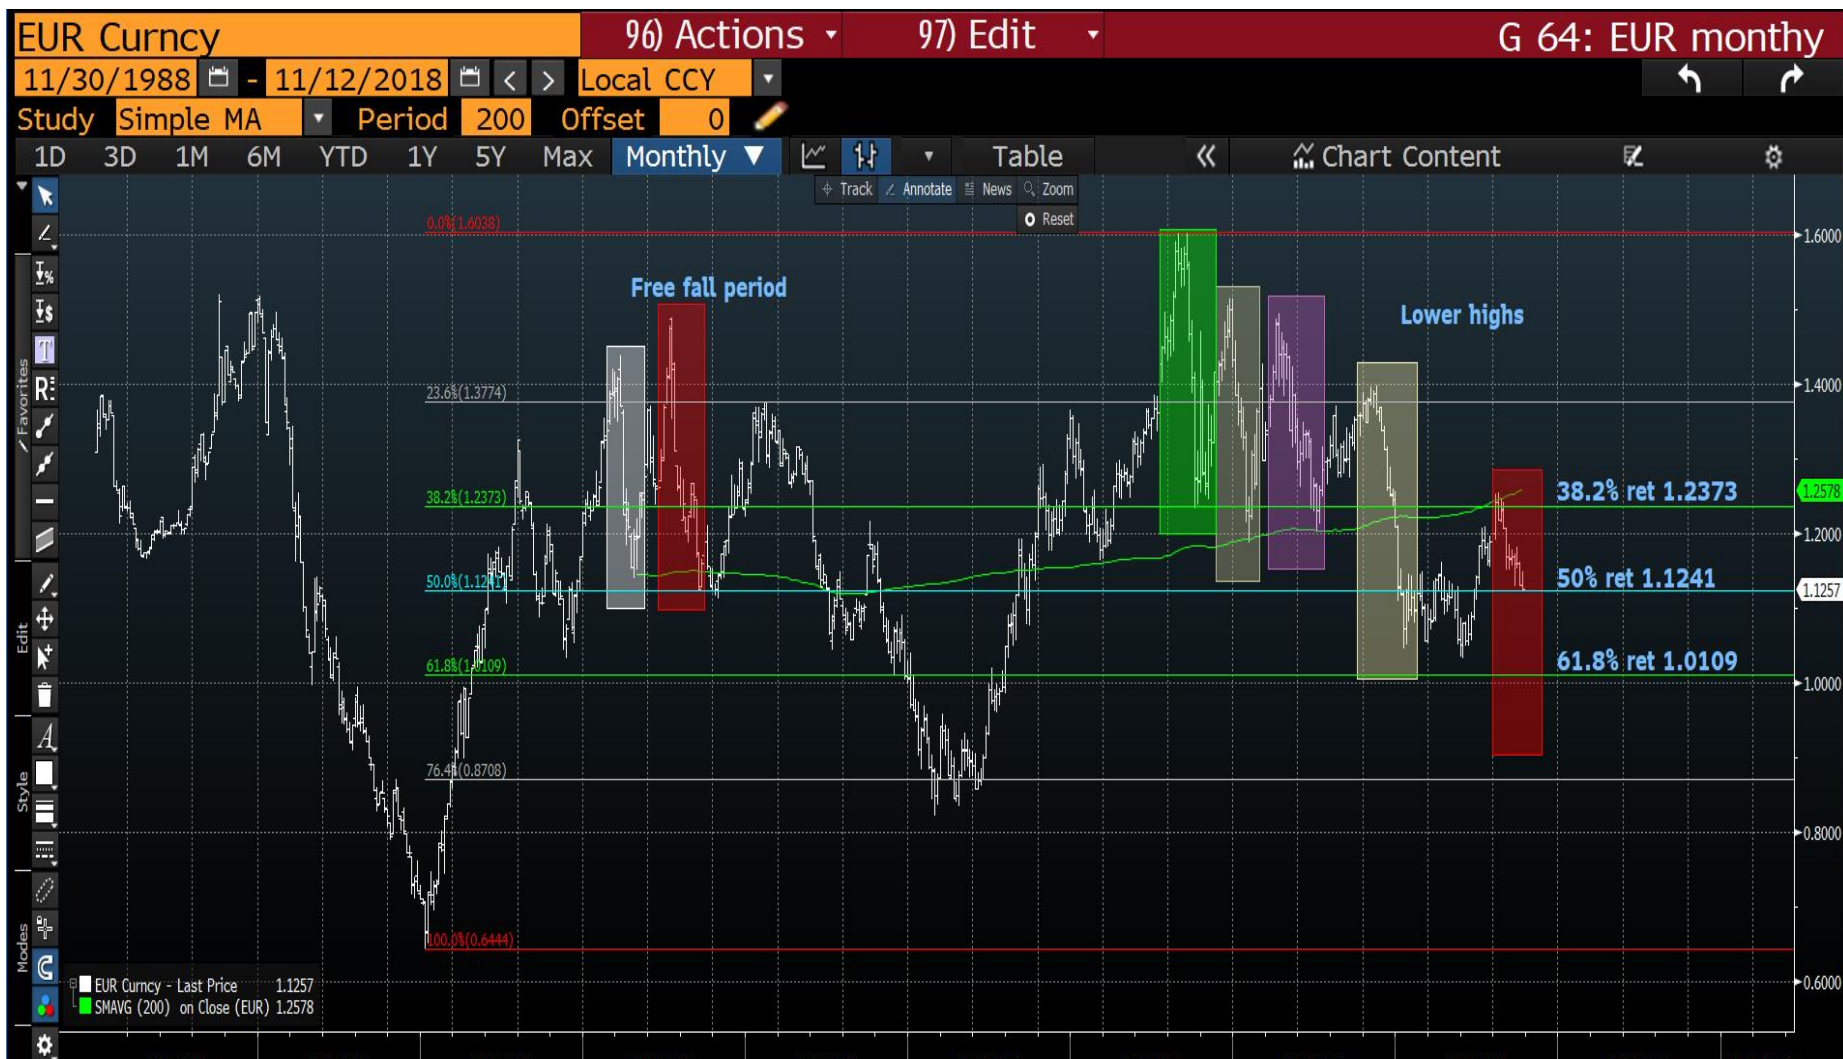 EUR Curncy 96) Actions 97) Edit G 64: EUR monthy
11/30/1988 - 11/12/2018 < > Local CCY
Study Simple MA Period 200 Offset 0
1D 3D 1M 6M YTD 1Y 5Y Max Monthly ▼ Table « Chart Content
Track Annotate News Zoom
Reset
0.0%(1.6038)
1.6000
Free fall period
Lower highs
23.6%(1.3774)
1.4000
38.2%(1.2373)
38.2% ret 1.2373
1.2578
1.2000
50.0%(1.1241)
50% ret 1.1241
1.1257
61.8%(1.0109)
61.8% ret 1.0109
1.0000
76.4%(0.8708)
0.8000
100.0%(0.6444)
0.6000
EUR Curncy - Last Price 1.1257
SMAVG (200) on Close (EUR) 1.2578
Favorites
Edit
Style
Modes
%
$
T
R
A